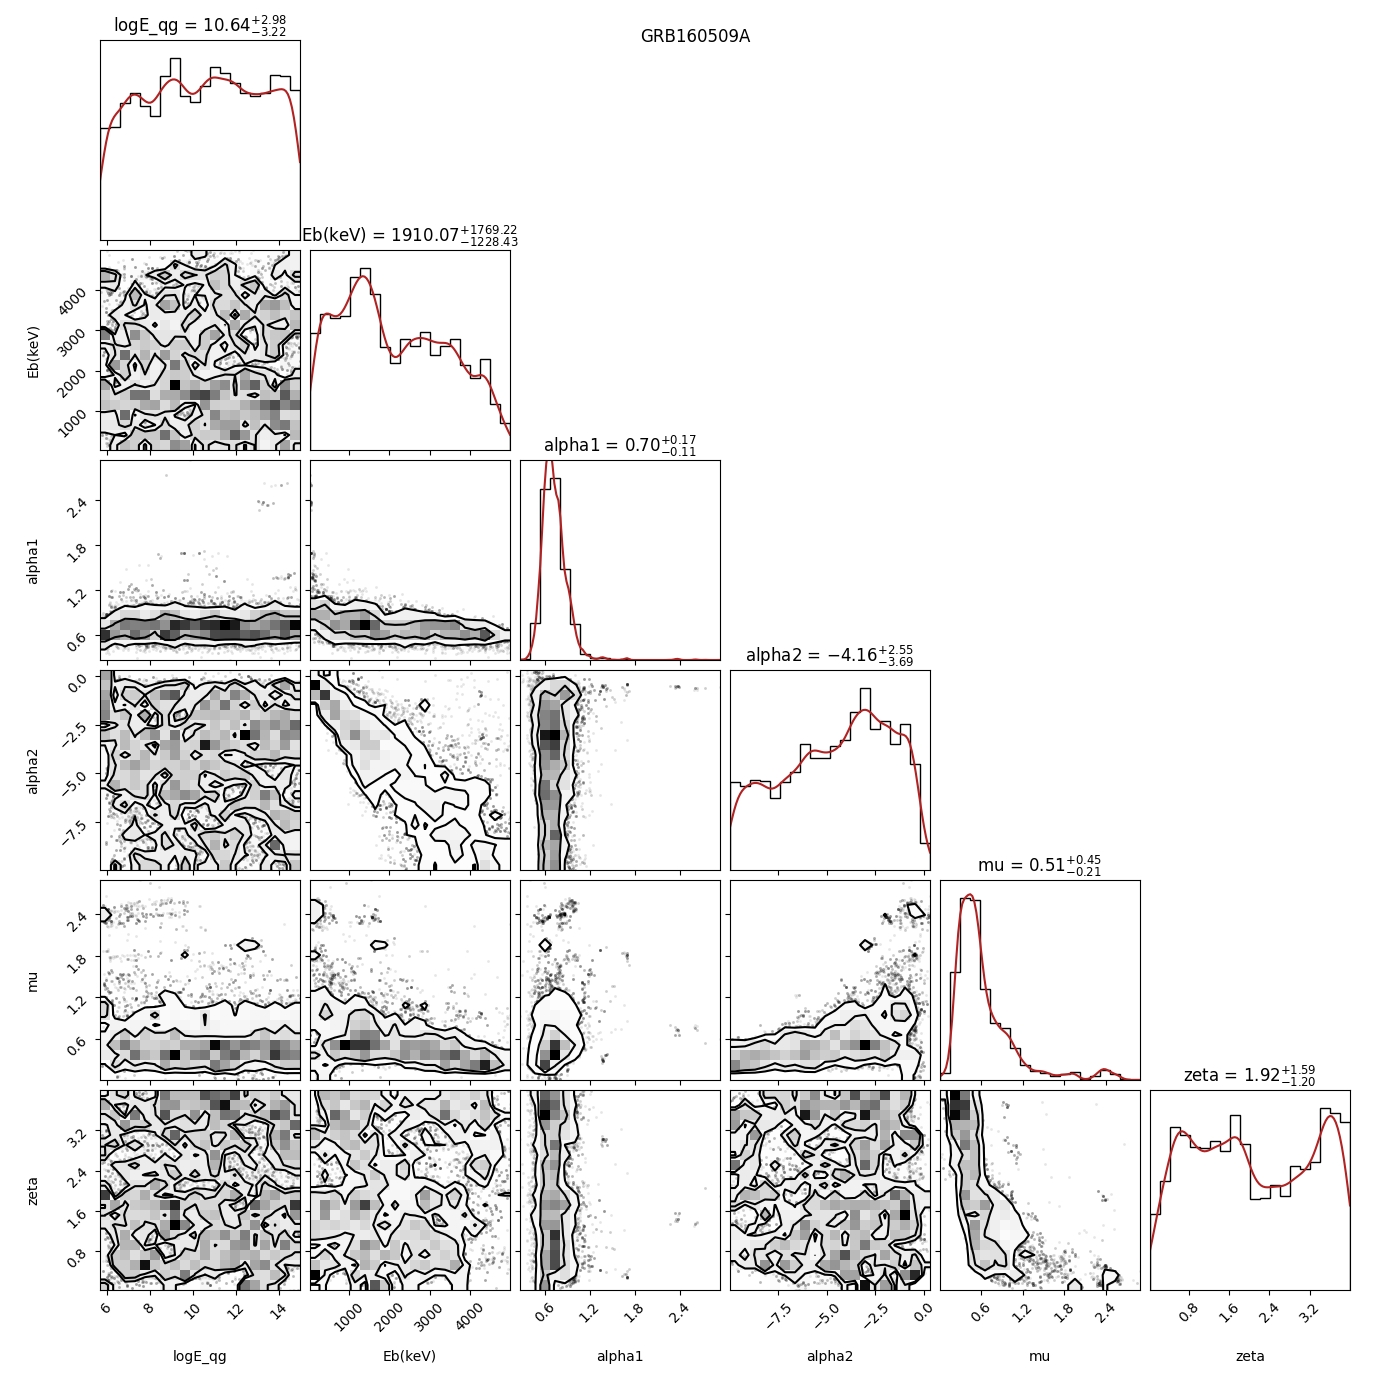 GRB160509A
logE_qg = 10.64+2.98−3.22
Eb(keV) = 1910.07+1769.22−1228.43
Eb(keV)
4000
3000
2000
1000
alpha1 = 0.70+0.17−0.11
alpha1
2.4
1.8
1.2
0.6
alpha2 = −4.16+2.55−3.69
alpha2
0.0
−2.5
−5.0
−7.5
mu = 0.51+0.45−0.21
mu
2.4
1.8
1.2
0.6
zeta = 1.92+1.59−1.20
zeta
3.2
2.4
1.6
0.8
6 8 10 12 14
1000 2000 3000 4000
0.6 1.2 1.8 2.4
−7.5 −5.0 −2.5 0.0
0.6 1.2 1.8 2.4
0.8 1.6 2.4 3.2
logE_qg
Eb(keV)
alpha1
alpha2
mu
zeta